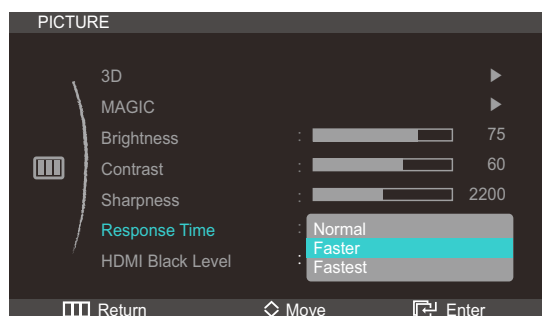 PICTURE
3D
MAGIC
Brightness : 75
Contrast : 60
Sharpness : 2200
Response Time : Normal
Faster
HDMI Black Level : Fastest
Return Move Enter